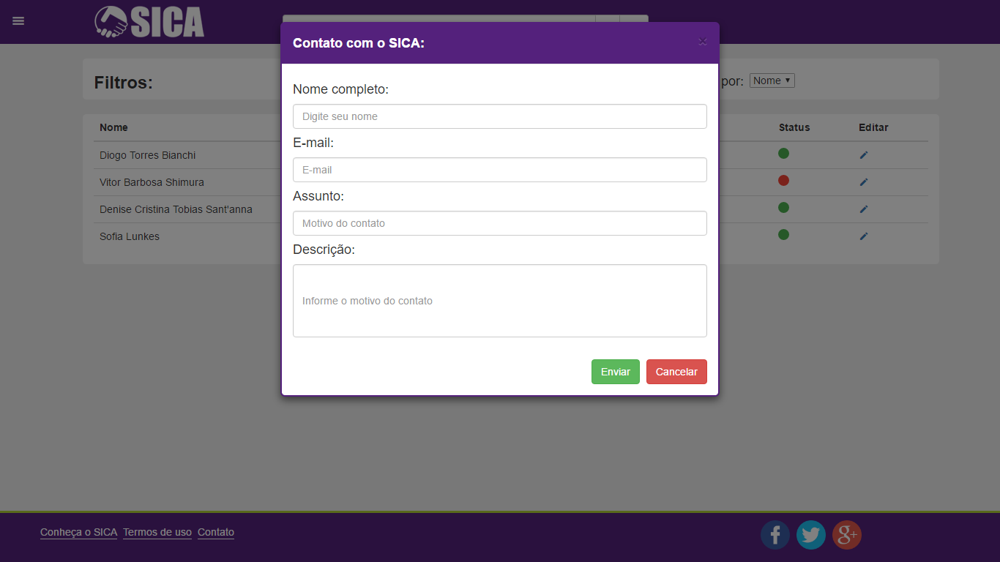 SICA
Contato com o SICA: ×
Filtros:
por: Nome
Nome Status Editar
Diogo Torres Bianchi
Vitor Barbosa Shimura
Denise Cristina Tobias Sant'anna
Sofia Lunkes
Nome completo:
Digite seu nome
E-mail:
E-mail
Assunto:
Motivo do contato
Descrição:
Informe o motivo do contato
Enviar Cancelar
Conheça o SICA Termos de uso Contato
f g+